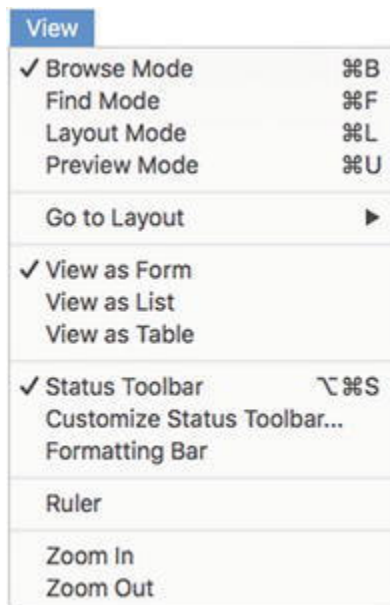 View
✓ Browse Mode ⌘B
Find Mode ⌘F
Layout Mode ⌘L
Preview Mode ⌘U
Go to Layout ▶
✓ View as Form
View as List
View as Table
✓ Status Toolbar ⌥⌘S
Customize Status Toolbar...
Formatting Bar
Ruler
Zoom In
Zoom Out